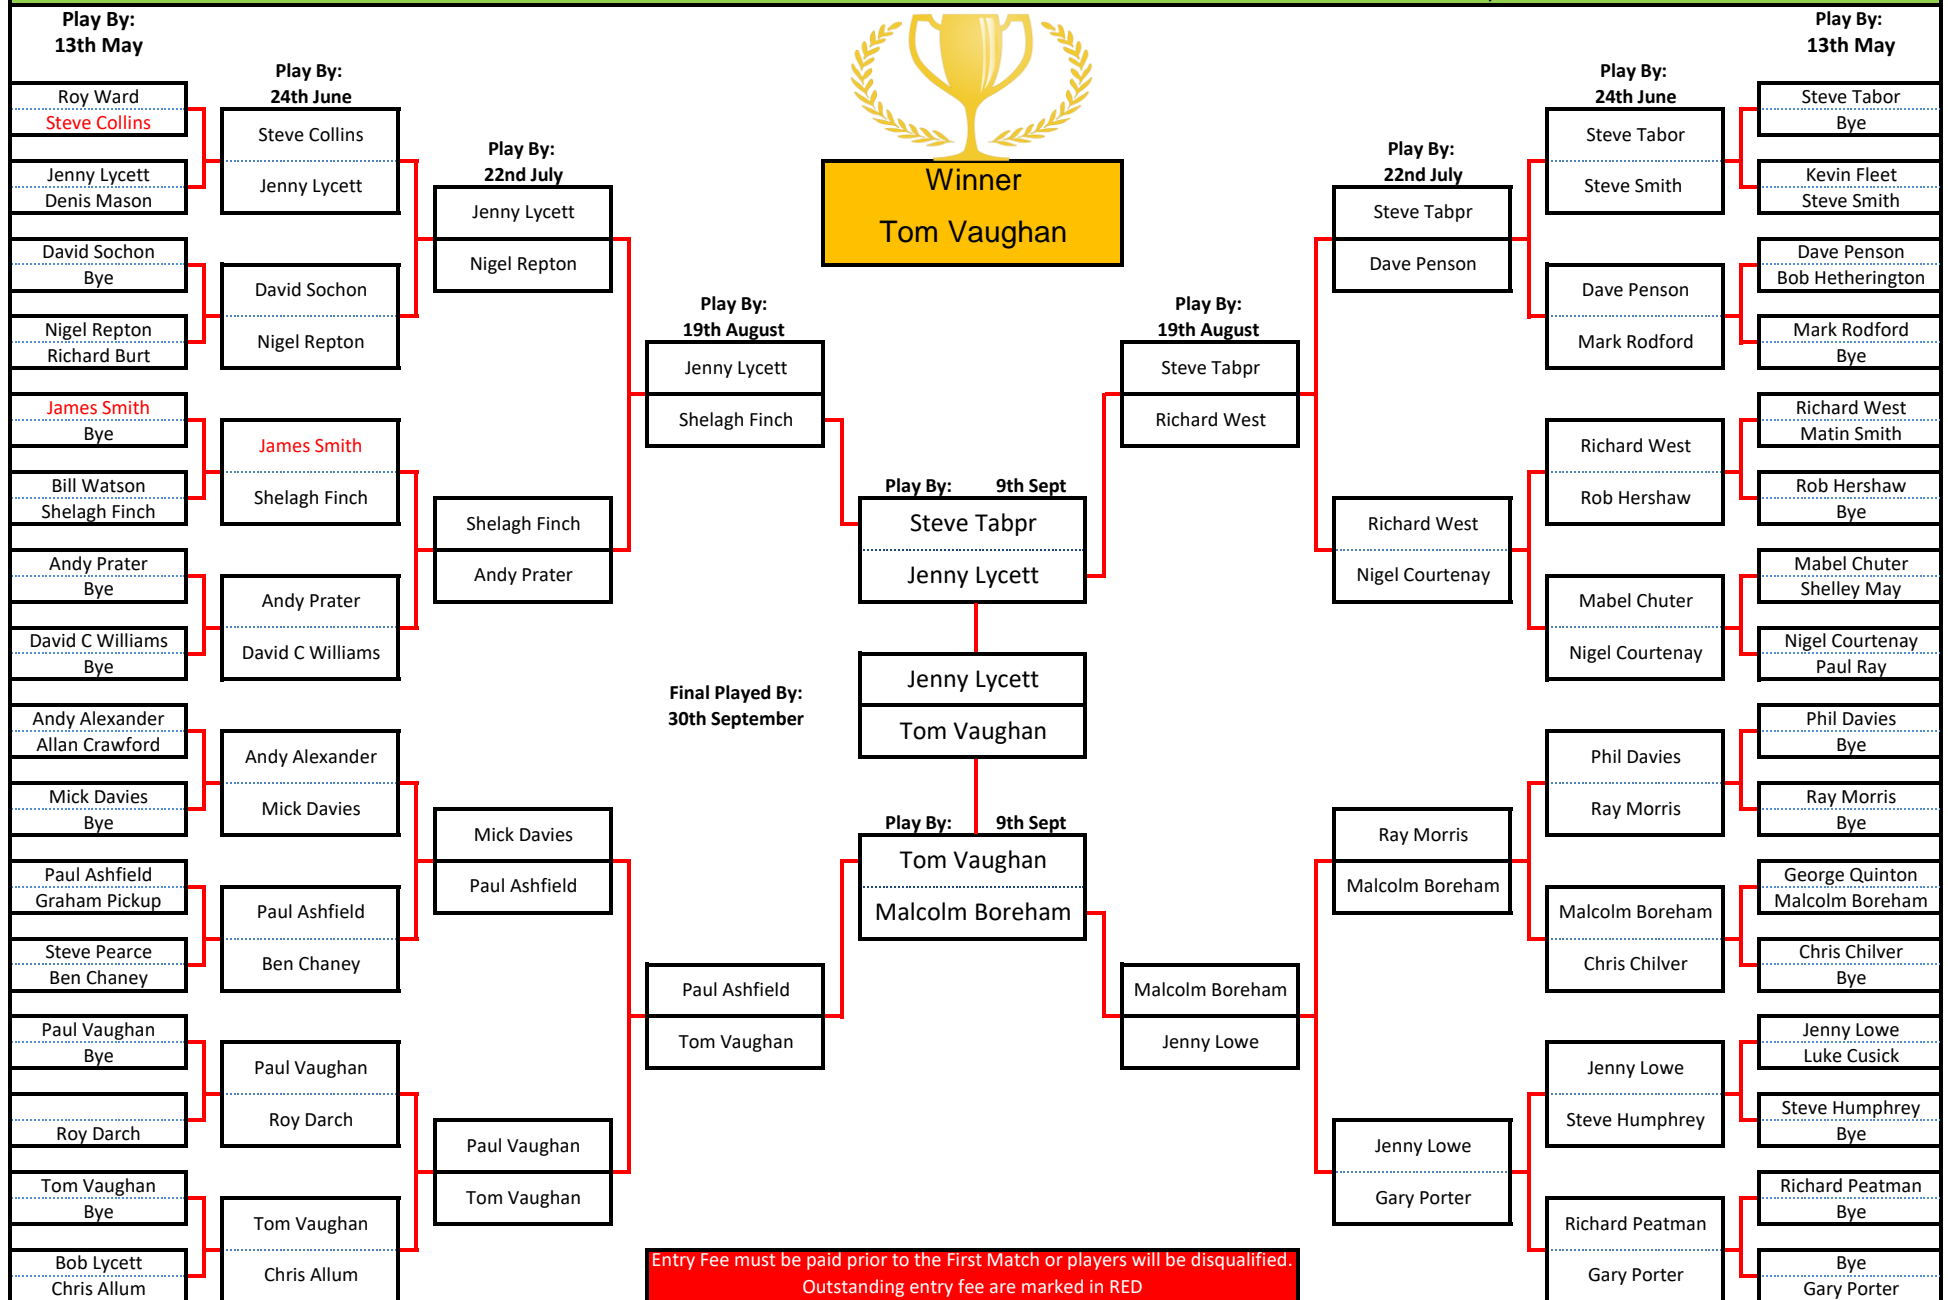 Play By:
13th May
Roy Ward
Steve Collins
Jenny Lycett
Denis Mason
David Sochon
Bye
Nigel Repton
Richard Burt
James Smith
Bye
Bill Watson
Shelagh Finch
Andy Prater
Bye
David C Williams
Bye
Andy Alexander
Allan Crawford
Mick Davies
Bye
Paul Ashfield
Graham Pickup
Steve Pearce
Ben Chaney
Paul Vaughan
Bye
Roy Darch
Tom Vaughan
Bye
Bob Lycett
Chris Allum
Play By:
24th June
Steve Collins
Jenny Lycett
David Sochon
Nigel Repton
James Smith
Shelagh Finch
Andy Prater
David C Williams
Andy Alexander
Mick Davies
Paul Ashfield
Ben Chaney
Paul Vaughan
Roy Darch
Tom Vaughan
Chris Allum
Play By:
22nd July
Jenny Lycett
Nigel Repton
Shelagh Finch
Andy Prater
Mick Davies
Paul Ashfield
Paul Vaughan
Tom Vaughan
Play By:
19th August
Jenny Lycett
Shelagh Finch
Final Played By:
30th September
Paul Ashfield
Tom Vaughan
Winner
Tom Vaughan
Play By: 9th Sept
Steve Tabpr
Jenny Lycett
Jenny Lycett
Tom Vaughan
Play By: 9th Sept
Tom Vaughan
Malcolm Boreham
Entry Fee must be paid prior to the First Match or players will be disqualified.
Outstanding entry fee are marked in RED
Play By:
19th August
Steve Tabpr
Richard West
Malcolm Boreham
Jenny Lowe
Play By:
22nd July
Steve Tabpr
Dave Penson
Richard West
Nigel Courtenay
Ray Morris
Malcolm Boreham
Jenny Lowe
Gary Porter
Play By:
24th June
Steve Tabor
Steve Smith
Dave Penson
Mark Rodford
Richard West
Rob Hershaw
Mabel Chuter
Nigel Courtenay
Phil Davies
Ray Morris
Malcolm Boreham
Chris Chilver
Jenny Lowe
Steve Humphrey
Richard Peatman
Gary Porter
Play By:
13th May
Steve Tabor
Bye
Kevin Fleet
Steve Smith
Dave Penson
Bob Hetherington
Mark Rodford
Bye
Richard West
Matin Smith
Rob Hershaw
Bye
Mabel Chuter
Shelley May
Nigel Courtenay
Paul Ray
Phil Davies
Bye
Ray Morris
Bye
George Quinton
Malcolm Boreham
Chris Chilver
Bye
Jenny Lowe
Luke Cusick
Steve Humphrey
Bye
Richard Peatman
Bye
Bye
Gary Porter